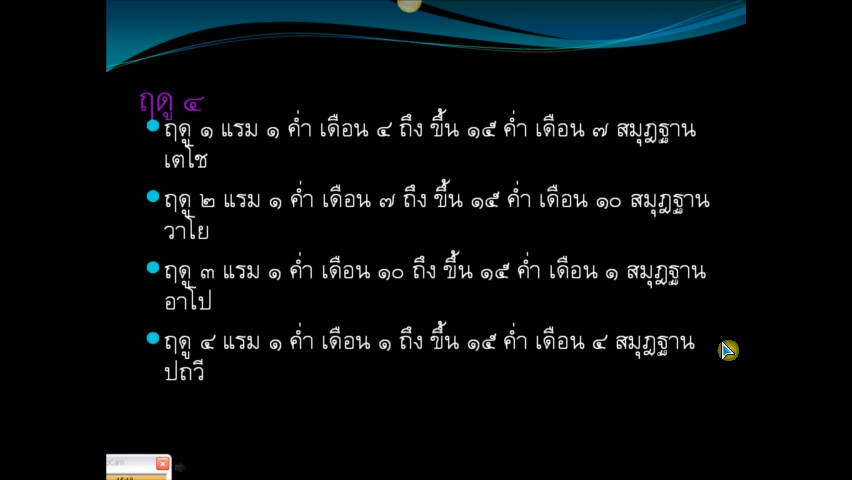 ฤดู ๔
ฤดู ๑ แรม ๑ ค่ำ เดือน ๔ ถึง ขึ้น ๑๕ ค่ำ เดือน ๗ สมุฏฐาน
เตโช
ฤดู ๒ แรม ๑ ค่ำ เดือน ๗ ถึง ขึ้น ๑๕ ค่ำ เดือน ๑๐ สมุฏฐาน
วาโย
ฤดู ๓ แรม ๑ ค่ำ เดือน ๑๐ ถึง ขึ้น ๑๕ ค่ำ เดือน ๑ สมุฏฐาน
อาโป
ฤดู ๔ แรม ๑ ค่ำ เดือน ๑ ถึง ขึ้น ๑๕ ค่ำ เดือน ๔ สมุฏฐาน
ปถวี